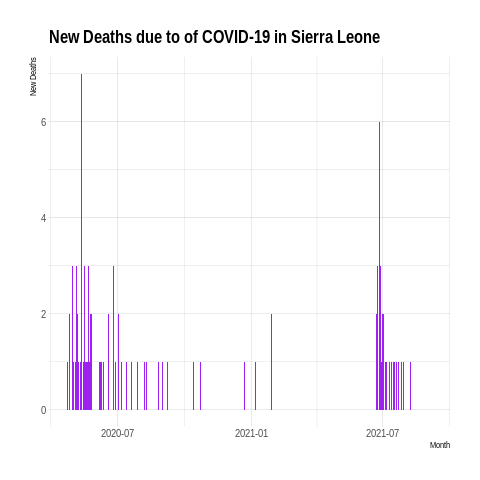 New Deaths due to of COVID-19 in Sierra Leone
New Deaths
6
4
2
0
2020-07 2021-01 2021-07
Month